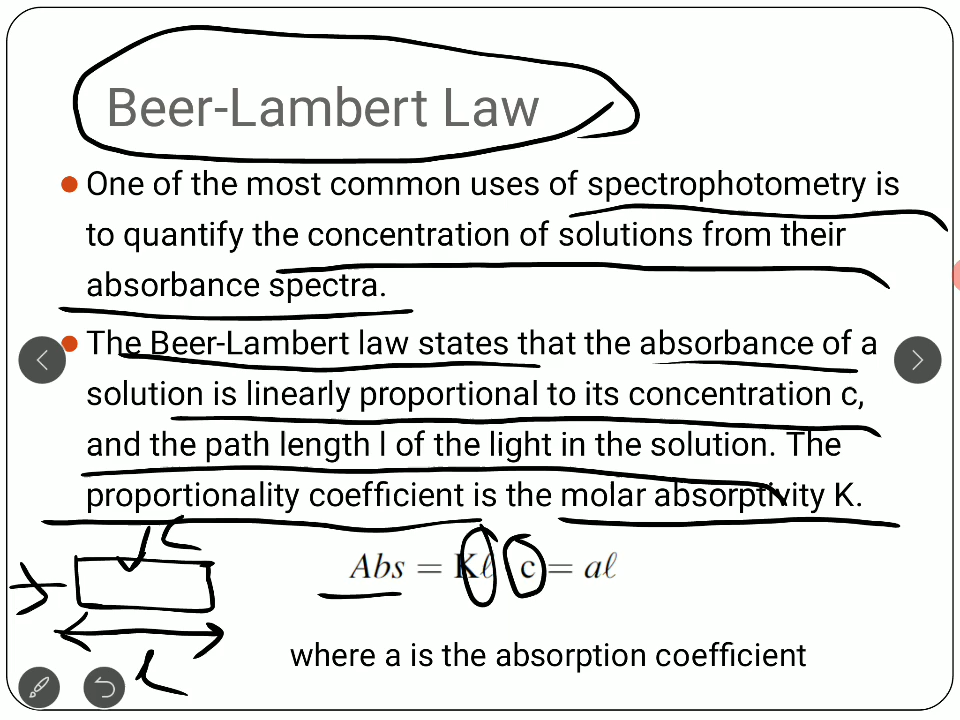 Beer-Lambert Law
One of the most common uses of spectrophotometry is
to quantify the concentration of solutions from their
absorbance spectra.
The Beer-Lambert law states that the absorbance of a
solution is linearly proportional to its concentration c,
and the path length l of the light in the solution. The
proportionality coefficient is the molar absorptivity K.
Abs = Kℓ c = aℓ
where a is the absorption coefficient